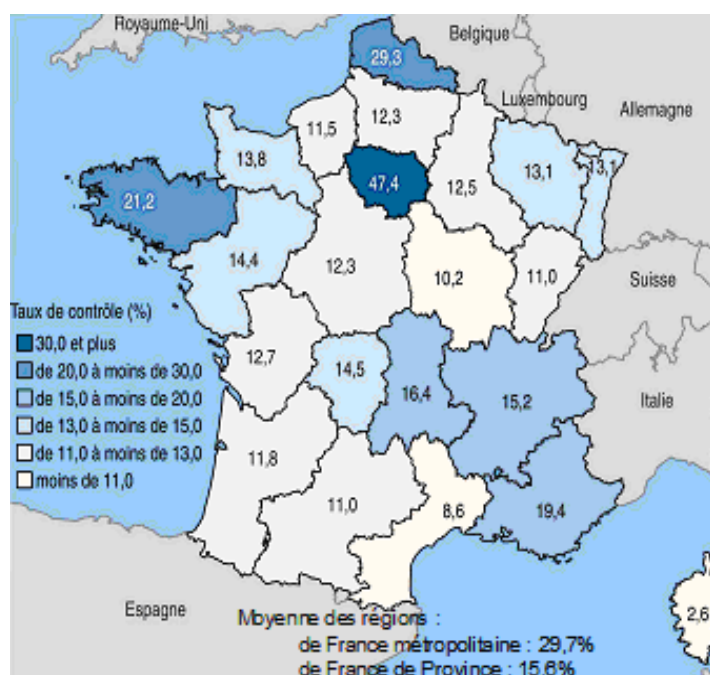 Royaume-Uni
Belgique
29,3
Luxembourg
Allemagne
11,5
12,3
13,8
13,1
13,1
47,4
12,5
21,2
14,4
12,3
10,2
11,0
Suisse
Taux de contrôle (%)
30,0 et plus
de 20,0 à moins de 30,0
de 15,0 à moins de 20,0
de 13,0 à moins de 15,0
de 11,0 à moins de 13,0
moins de 11,0
12,7
14,5
16,4
15,2
Italie
11,8
11,0
8,6
19,4
Espagne
2,6
Moyenne des régions :
de France métropolitaine : 29,7%
de France de Province : 15,6%